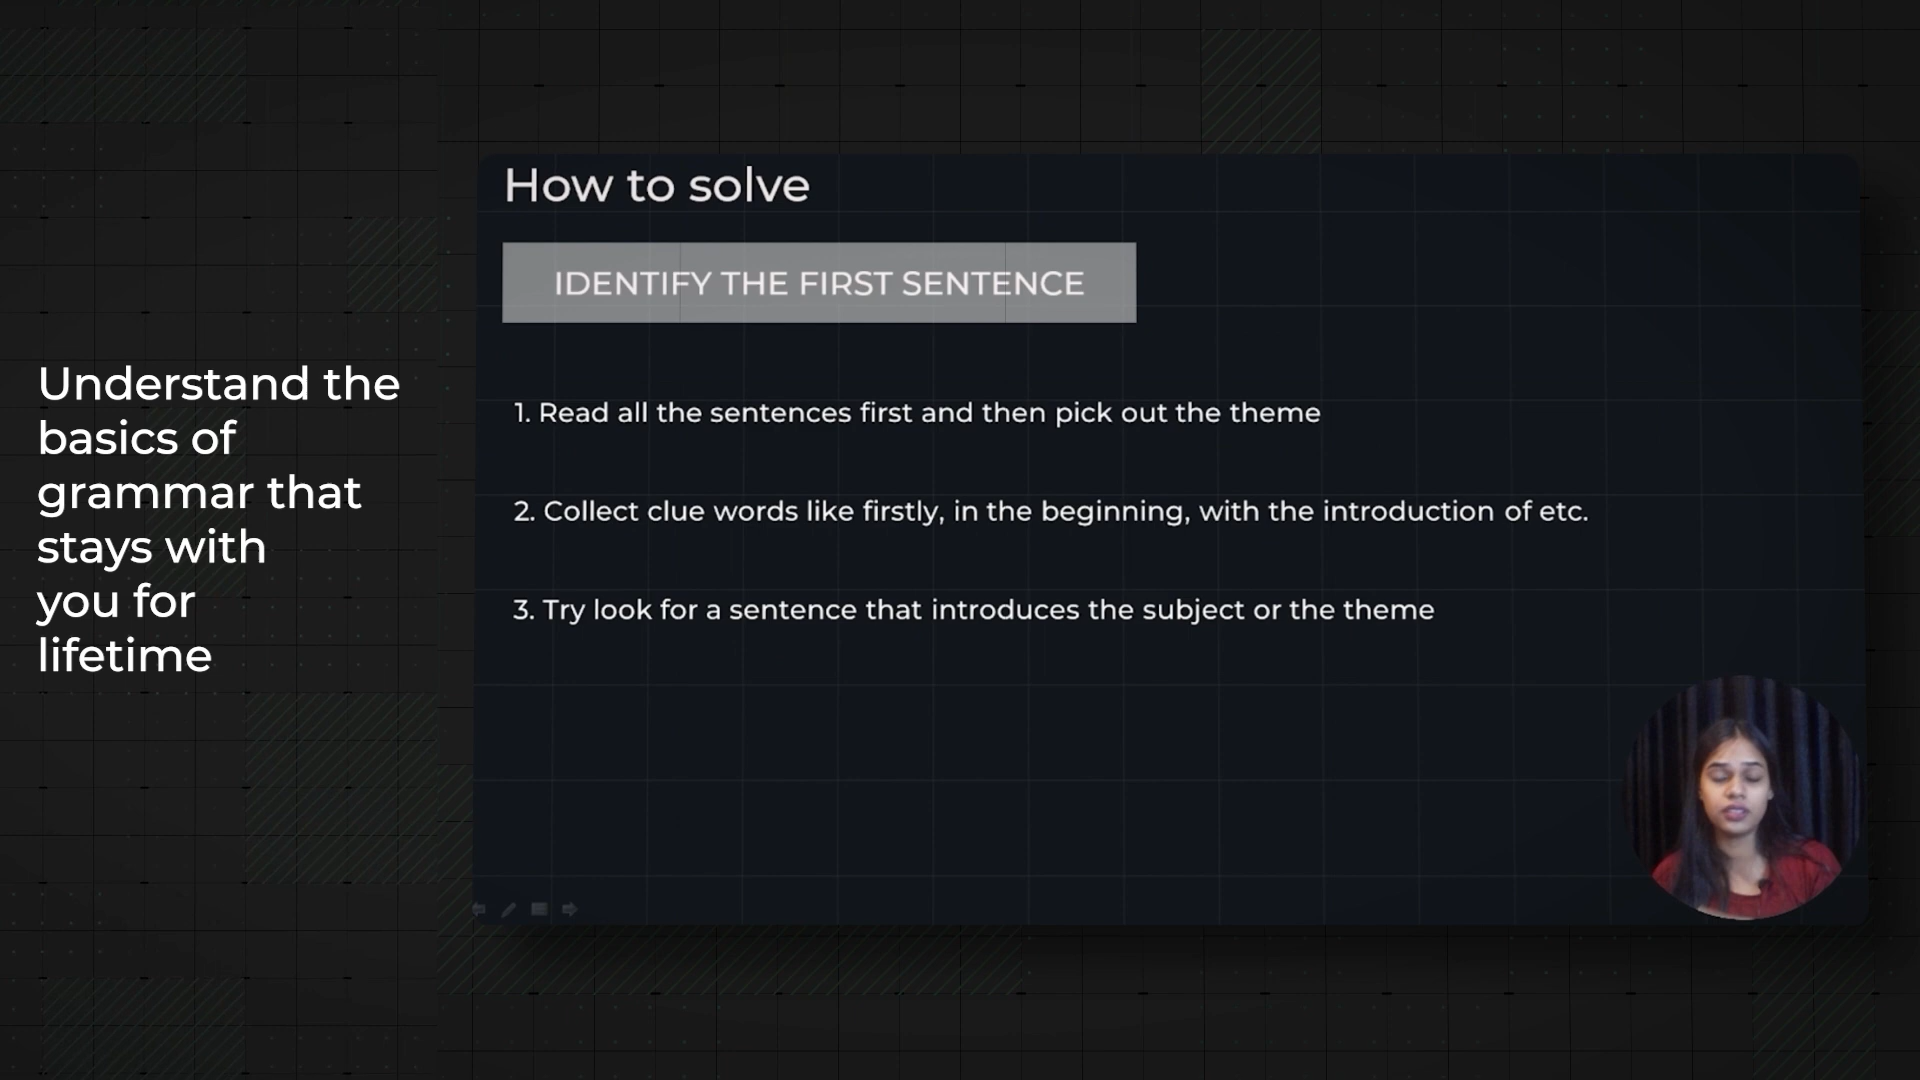 Understand the
basics of
grammar that
stays with
you for
lifetime
How to solve
IDENTIFY THE FIRST SENTENCE
1. Read all the sentences first and then pick out the theme
2. Collect clue words like firstly, in the beginning, with the introduction of etc.
3. Try look for a sentence that introduces the subject or the theme